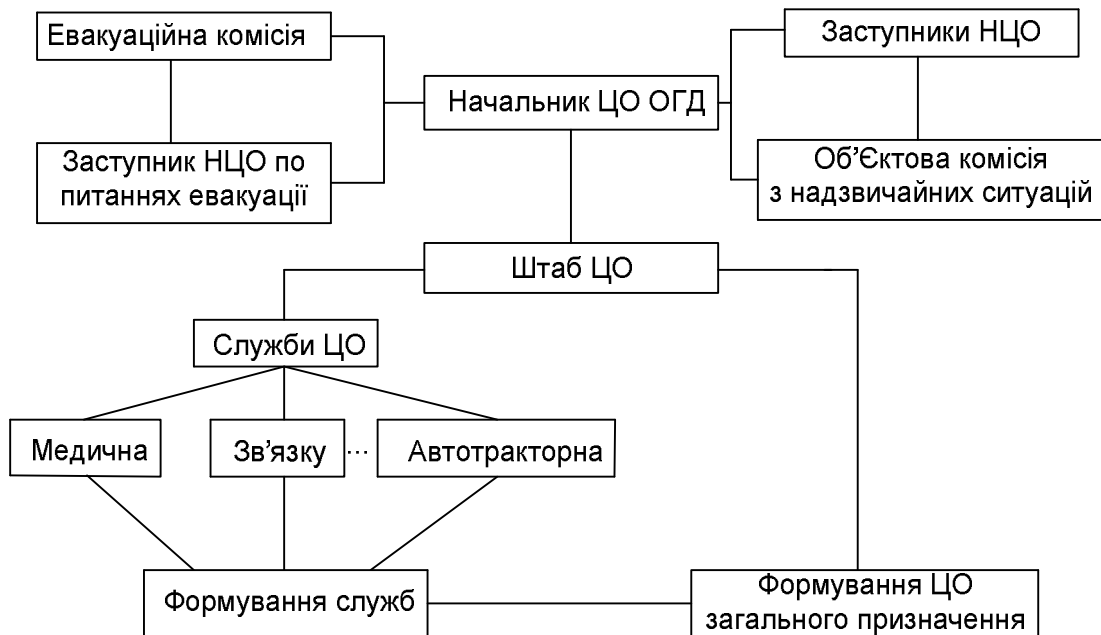 Евакуаційна комісія
Заступники НЦО
Начальник ЦО ОГД
Заступник НЦО по
питаннях евакуації
Об’Єктова комісія
з надзвичайних ситуацій
Штаб ЦО
Служби ЦО
Медична
Зв’язку
...
Автотракторна
Формування служб
Формування ЦО
загального призначення